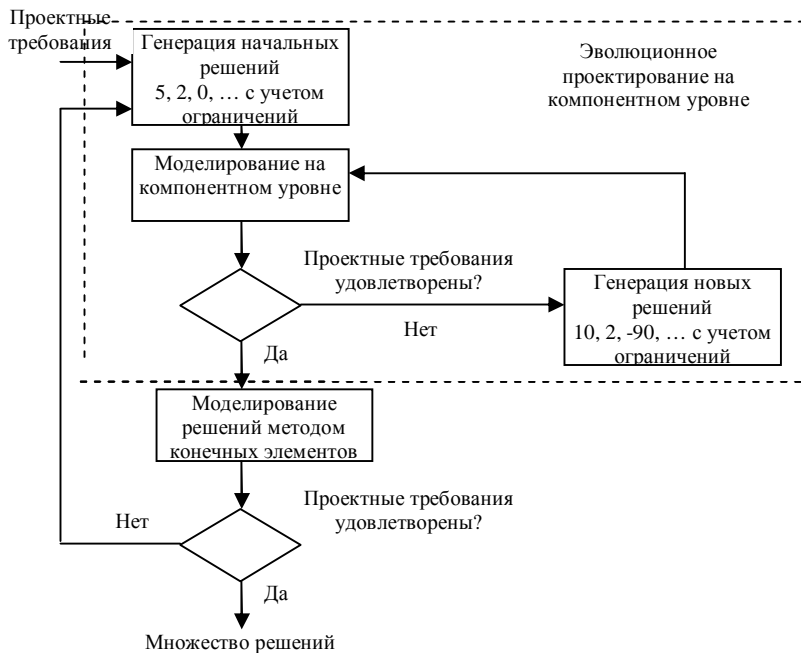 Проектные
требования
Генерация начальных
решений
5, 2, 0, … с учетом
ограничений
Эволюционное
проектирование на
компонентном уровне
Моделирование на
компонентном уровне
Проектные требования
удовлетворены?
Нет
Генерация новых
решений
10, 2, -90, … с учетом
ограничений
Да
Моделирование
решений методом
конечных элементов
Проектные требования
удовлетворены?
Нет
Да
Множество решений